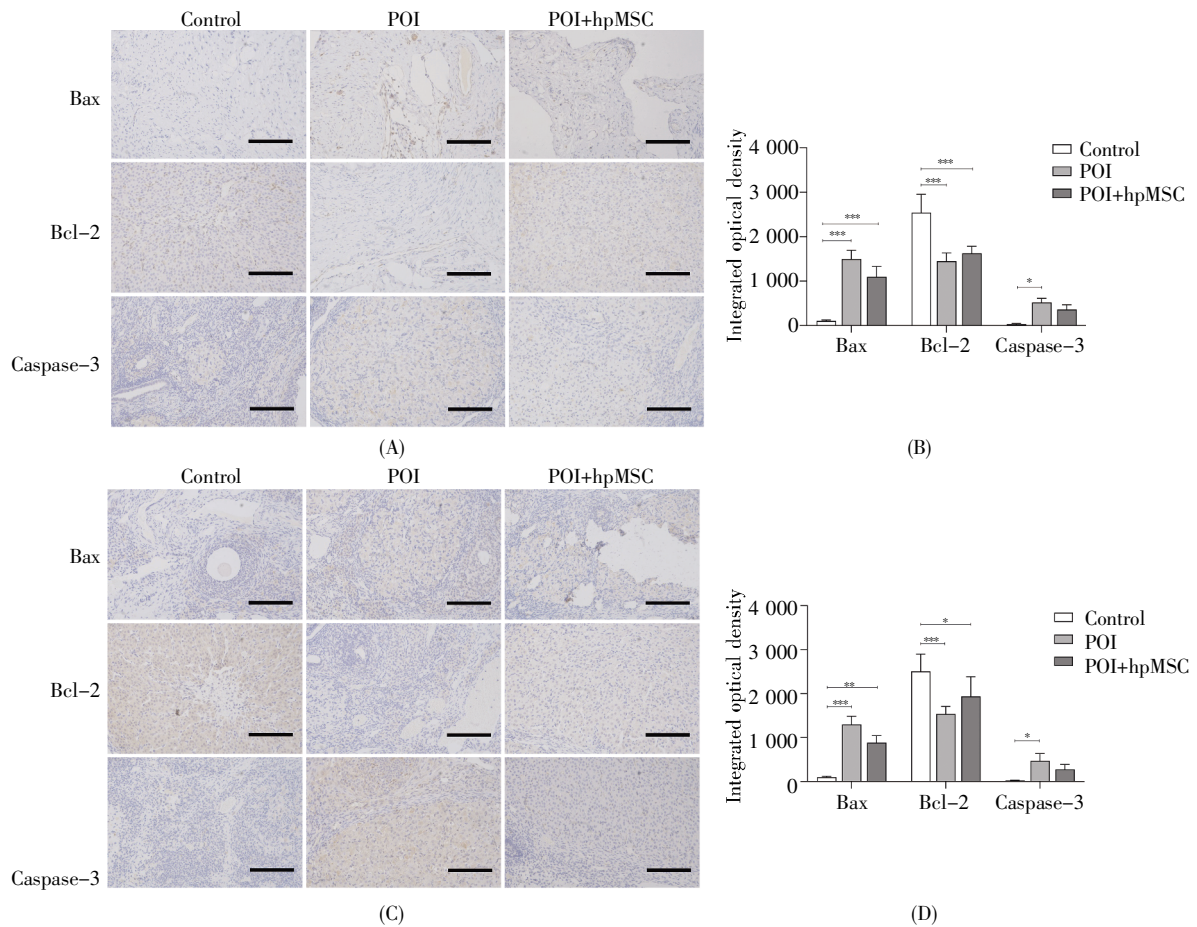 Control POI POI+hpMSC
Bax
Bcl−2
Caspase−3
(A)
Integrated optical density
4 000
3 000
2 000
1 000
0
*** ***
*** ***
*
Bax Bcl−2 Caspase−3
Control
POI
POI+hpMSC
(B)
Control POI POI+hpMSC
Bax
Bcl−2
Caspase−3
(C)
Integrated optical density
4 000
3 000
2 000
1 000
0
** ***
* ***
*
Bax Bcl−2 Caspase−3
Control
POI
POI+hpMSC
(D)